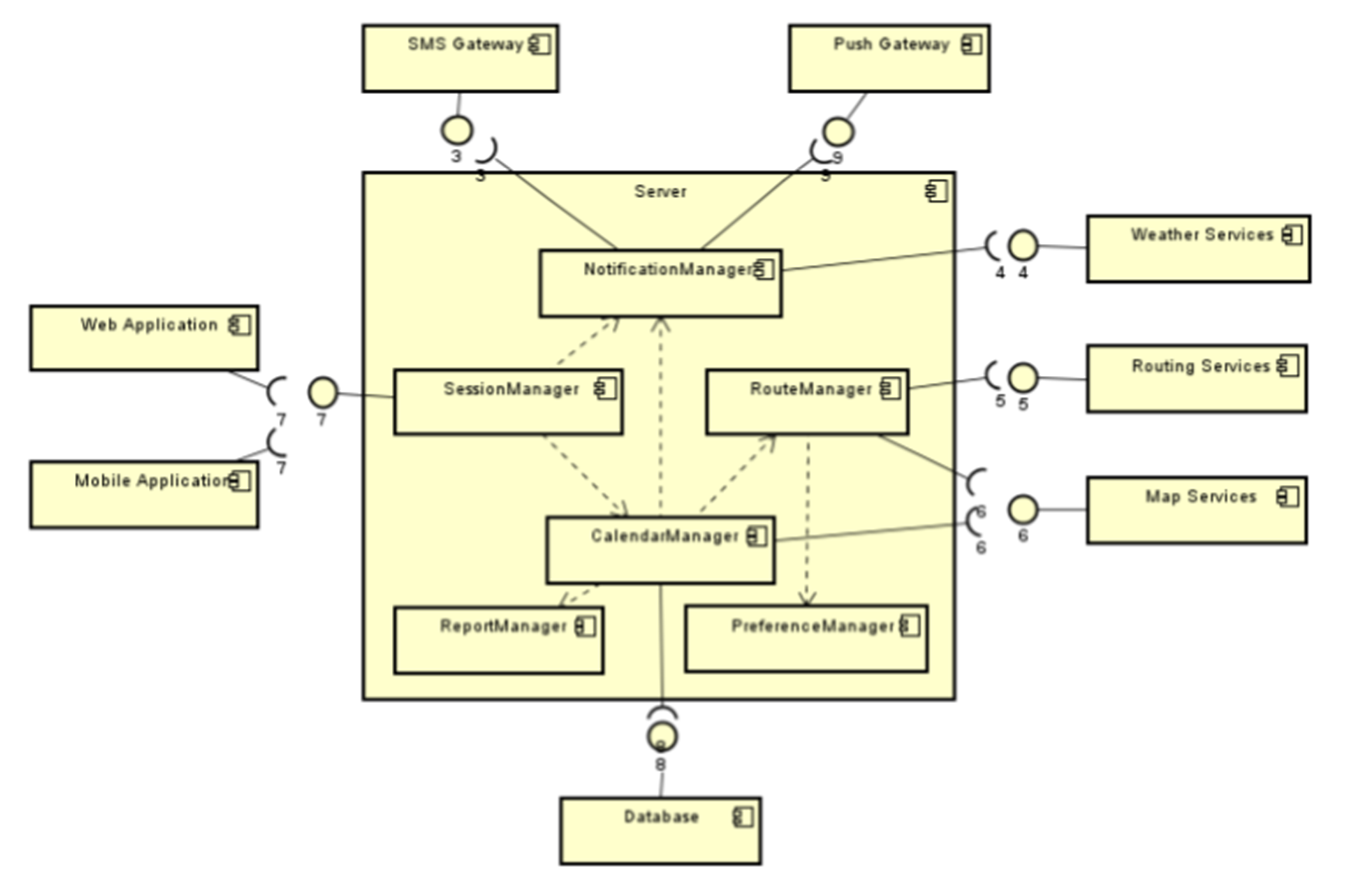 SMS Gateway
Push Gateway
3
9
3
9
Server
Weather Services
NotificationManager
4 4
Web Application
Routing Services
SessionManager
RouteManager
5 5
7 7
7
Mobile Application
Map Services
6
CalendarManager
6 6
ReportManager
PreferenceManager
8
8
Database